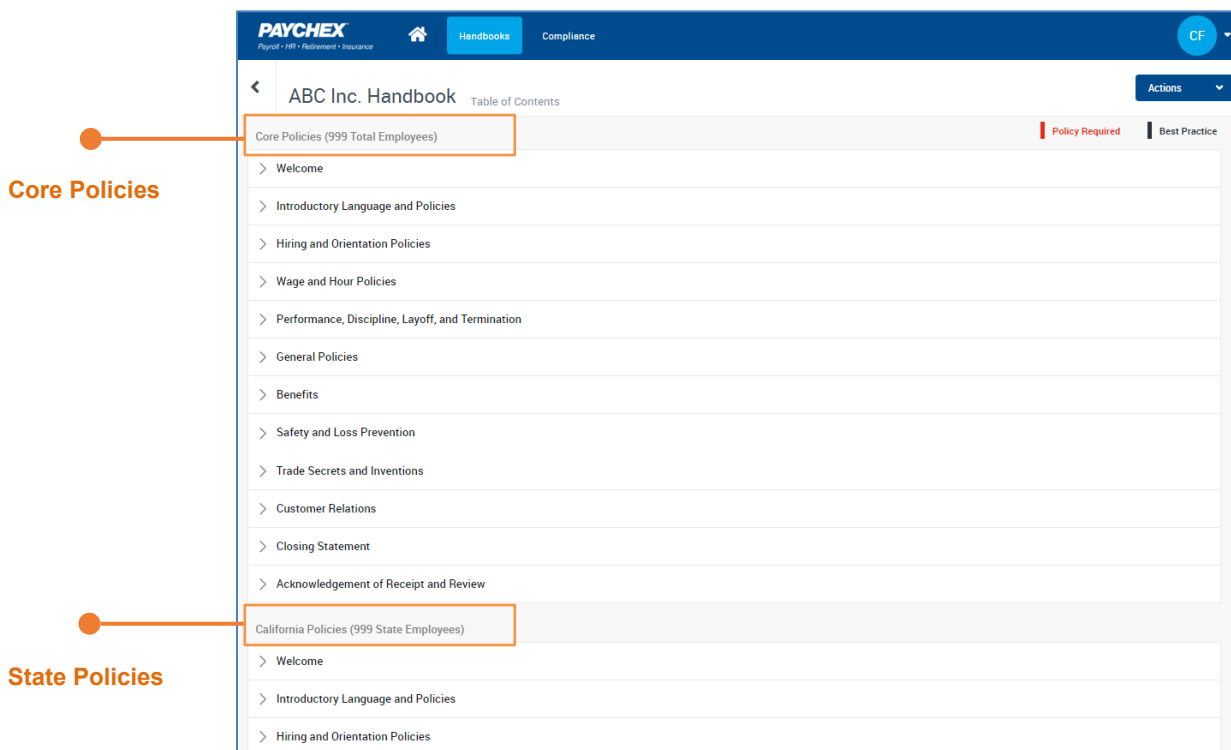 PAYCHEX
Payroll • HR • Retirement • Insurance
Handbooks
Compliance
CF
ABC Inc. Handbook Table of Contents
Actions
Core Policies (999 Total Employees)
Policy Required
Best Practice
Core Policies
Welcome
Introductory Language and Policies
Hiring and Orientation Policies
Wage and Hour Policies
Performance, Discipline, Layoff, and Termination
General Policies
Benefits
Safety and Loss Prevention
Trade Secrets and Inventions
Customer Relations
Closing Statement
Acknowledgement of Receipt and Review
California Policies (999 State Employees)
State Policies
Welcome
Introductory Language and Policies
Hiring and Orientation Policies